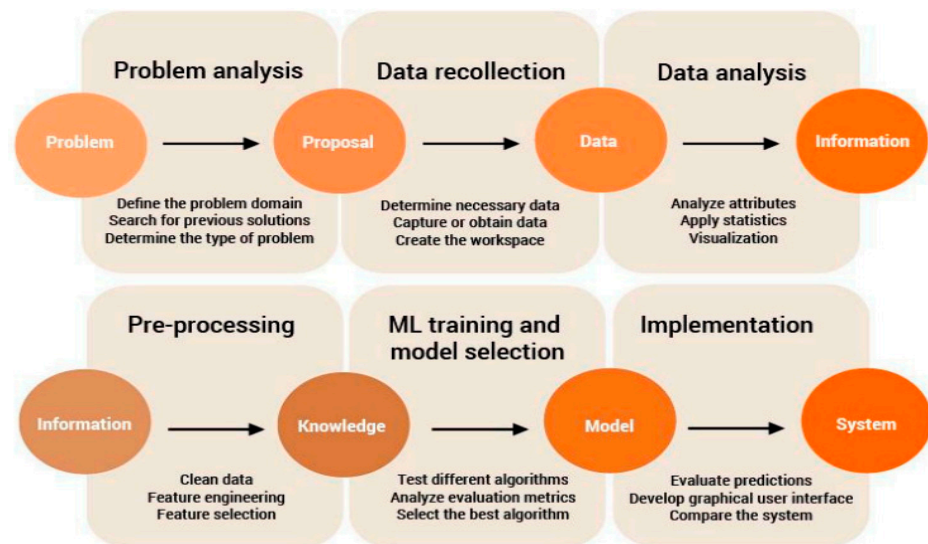 Problem analysis
Data recollection
Data analysis
Problem
Proposal
Data
Information
Define the problem domain
Search for previous solutions
Determine the type of problem
Determine necessary data
Capture or obtain data
Create the workspace
Analyze attributes
Apply statistics
Visualization
Pre-processing
ML training and
model selection
Implementation
Information
Knowledge
Model
System
Clean data
Feature engineering
Feature selection
Test different algorithms
Analyze evaluation metrics
Select the best algorithm
Evaluate predictions
Develop graphical user interface
Compare the system